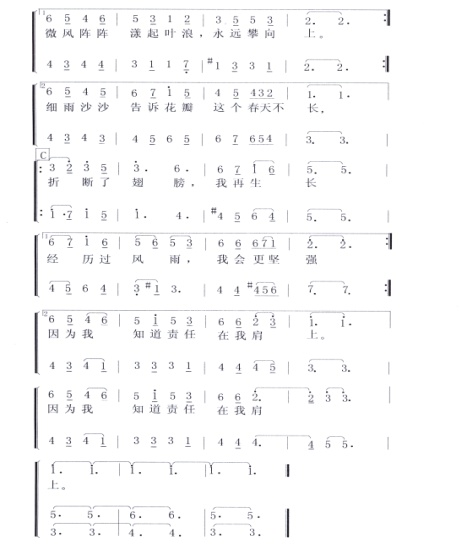 1.
6 5 4 6 | 5 3 1 2 | 3 5 5 3 | 2. 2. :
微风阵阵 漾起叶浪，永远攀向 上。
4 3 4 4 | 3 1 1 7 | #1 3 3 1 | 2. 2. :
2.
6 5 4 5 | 6 7 1 5 | 4 5 432 | 1. 1.
细雨沙沙 告诉花瓣 这个春天不 长，
4 3 4 3 | 4 5 6 5 | 6 7 654 | 3. 3.
C
: 3 2 3 5 | 3. 6. | 6 7 1 6 | 5. 5.
折 断了 翅 膀，我再生 长
: 1·7 1 5 | 1. 4. | #4 5 6 4 | 5. 5.
1.
6 7 1 6 | 5 6 5 3 | 6 6 671 | 2. 2. :
经 历过 风 雨，我会更坚 强
4 5 6 4 | 3 #1 3. | 4 4 #456 | 7. 7. :
2.
6 5 4 6 | 5 1 5 3 | 6 6 2 3 | 1. 1.
因为我 知道责任 在我肩 上。
4 3 4 1 | 3 3 3 1 | 4 4 5 5 | 3. 3.
6 5 4 6 | 5 1 5 3 | 6 6 2. | 2 3 3.
因为我 知道责任 在我肩
4 3 4 1 | 3 3 3 1 | 4 4 4. | 4 5 5.
1. 1. | 1. 1. | 1. 1.
上。
5. 5. | 6. 6. | 5. 5.
3. 3. | 4. 4. | 3. 3.